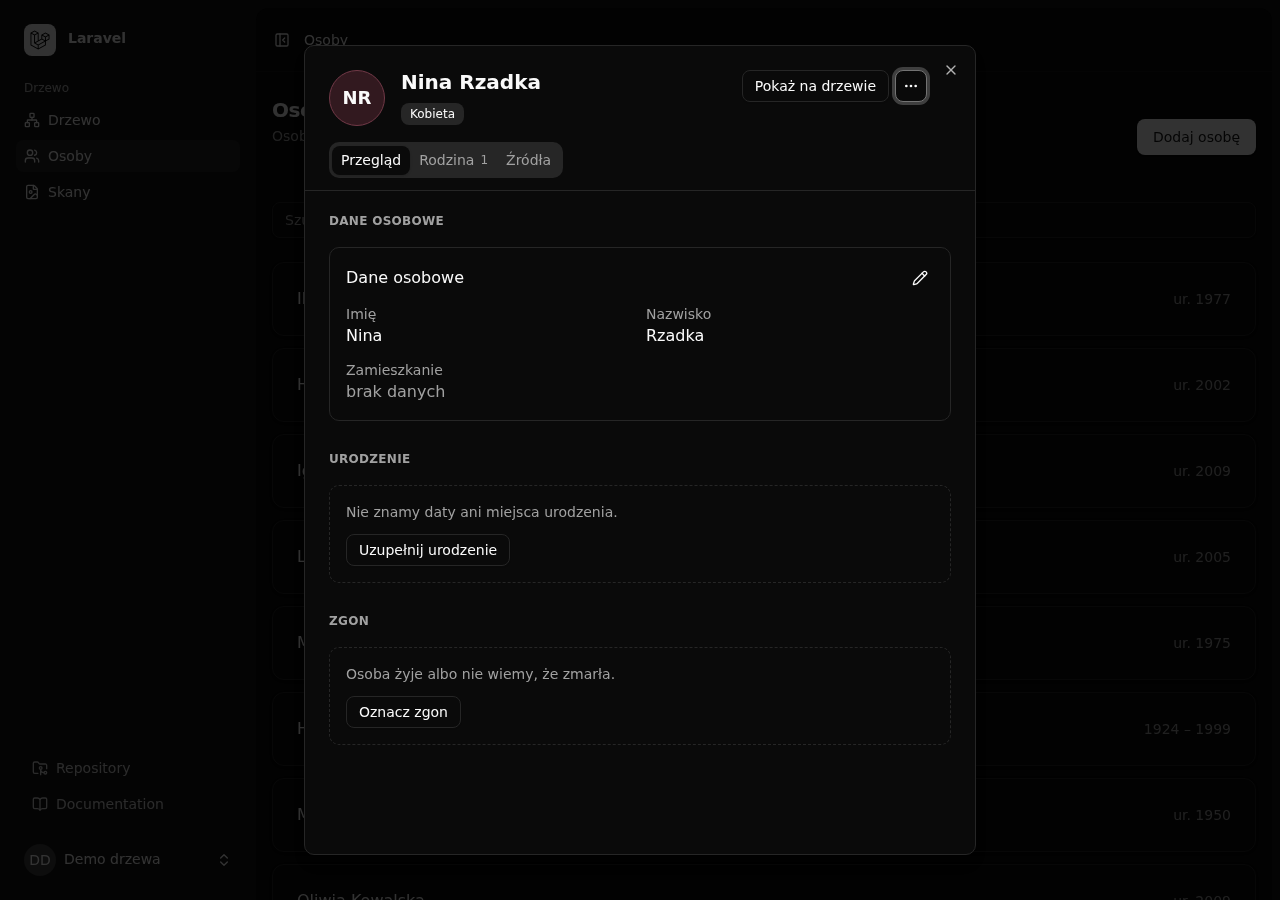 Laravel
Osoby
Drzewo
Drzewo
Osoby
Skany
Repository
Documentation
DD Demo drzewa
Dodaj osobę
ur. 1977
ur. 2002
ur. 2009
ur. 2005
ur. 1975
1924 – 1999
ur. 1950
Oliwia Kowalska
NR
Nina Rzadka
Kobieta
Pokaż na drzewie
Przegląd Rodzina 1 Źródła
DANE OSOBOWE
Dane osobowe
Imię Nazwisko
Nina Rzadka
Zamieszkanie
brak danych
URODZENIE
Nie znamy daty ani miejsca urodzenia.
Uzupełnij urodzenie
ZGON
Osoba żyje albo nie wiemy, że zmarła.
Oznacz zgon